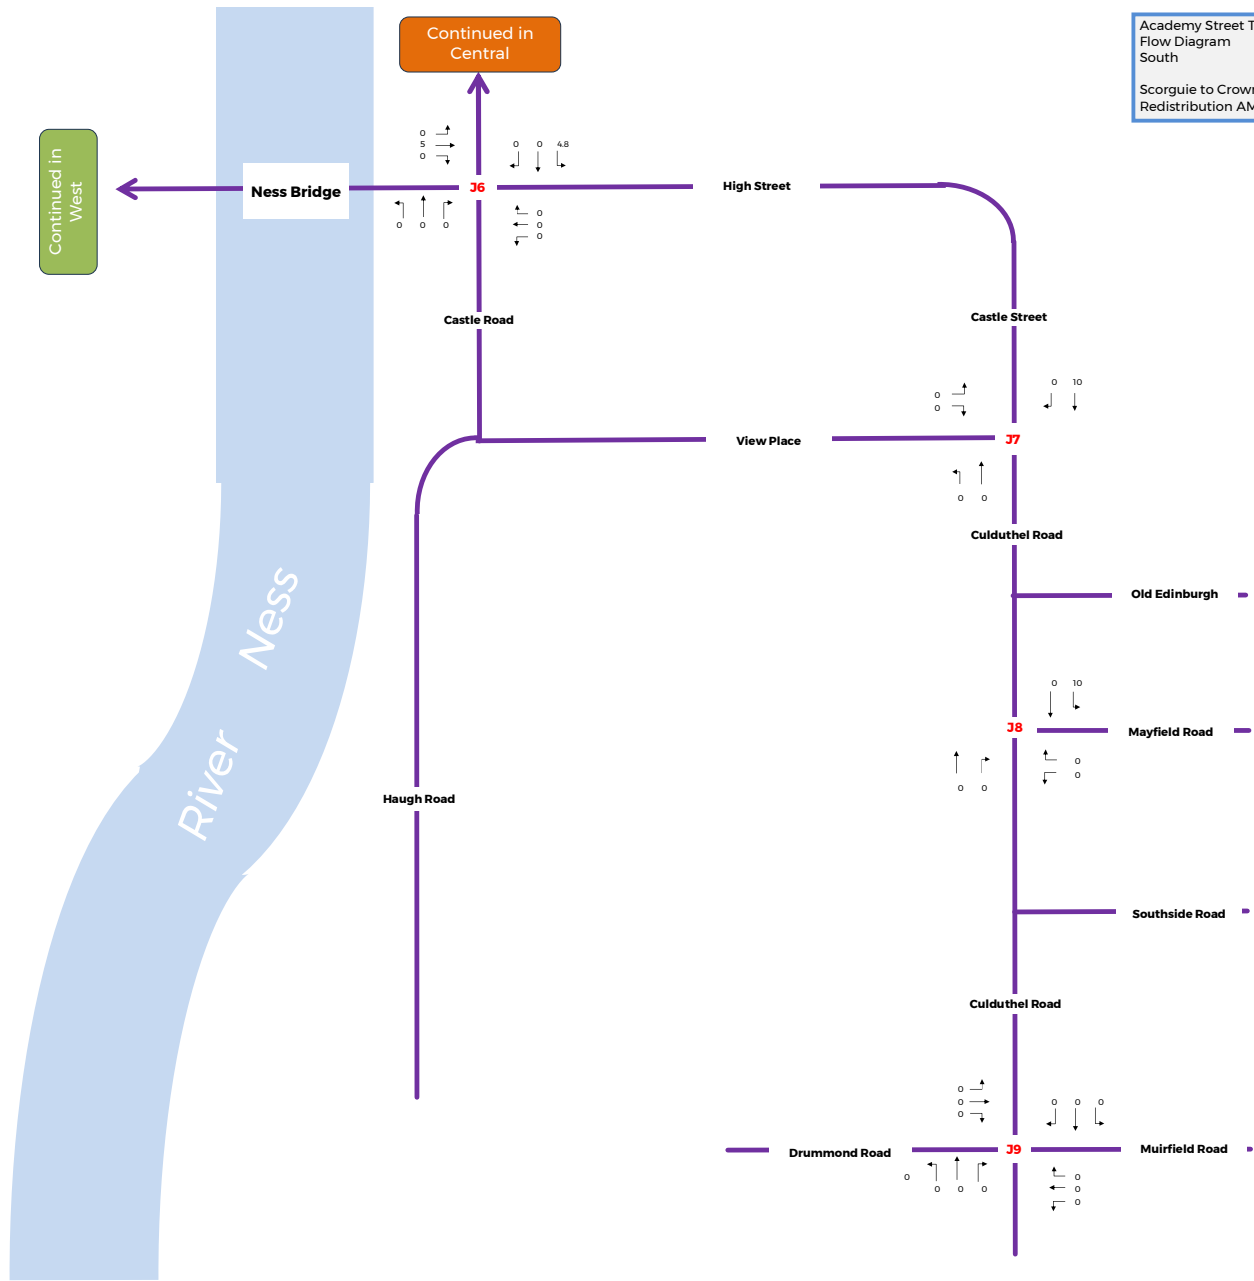 Continued in
Central
Academy Street T
Flow Diagram
South
Scorguie to Crown
Redistribution AM
Continued in
West
0
5
0
0 0 4.8
Ness Bridge
J6
High Street
0 0 0
0
0
0
Castle Road
Castle Street
0
0
0 10
View Place
J7
0 0
Culduthel Road
Old Edinburgh
River Ness
0 10
J8
Mayfield Road
0 0
0
0
Haugh Road
Southside Road
Culduthel Road
0
0
0
0 0 0
Drummond Road
J9
Muirfield Road
0 0 0 0
0
0
0